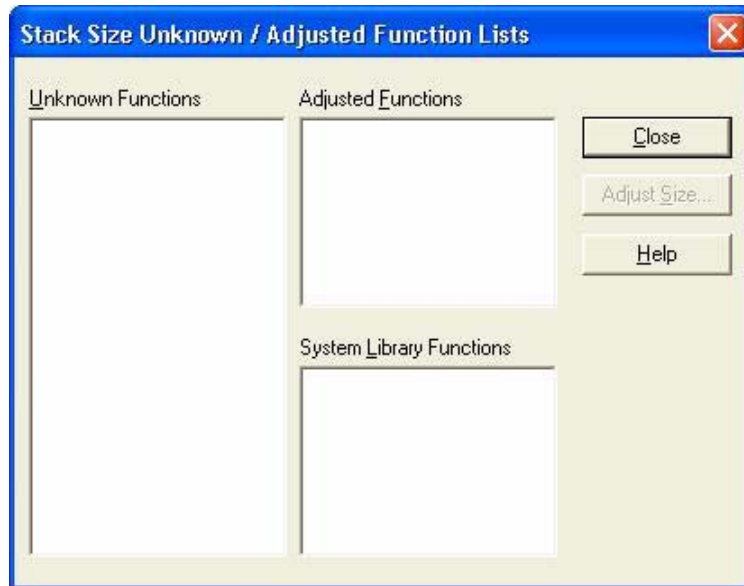 Stack Size Unknown / Adjusted Function Lists
Unknown Functions
Adjusted Functions
Close
Adjust Size...
Help
System Library Functions